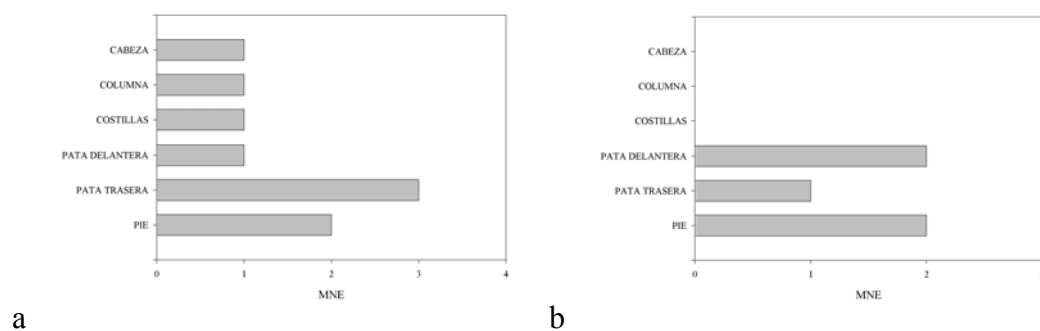 CABEZA
COLUMNA
COSTILLAS
PATA DELANTERA
PATA TRASERA
PIE
0 1 2 3 4
MNE
a
CABEZA
COLUMNA
COSTILLAS
PATA DELANTERA
PATA TRASERA
PIE
0 1 2
MNE
b